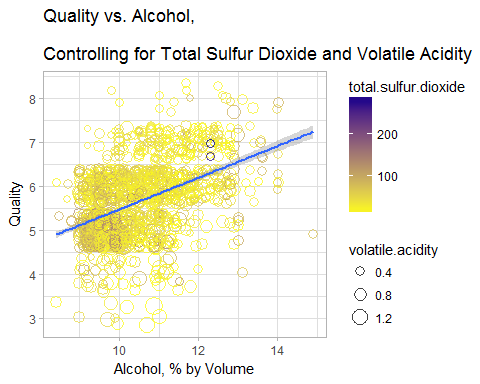 Quality vs. Alcohol,
Controlling for Total Sulfur Dioxide and Volatile Acidity
total.sulfur.dioxide
200
100
volatile.acidity
0.4
0.8
1.2
Quality
8
7
6
5
4
3
10
12
14
Alcohol, % by Volume